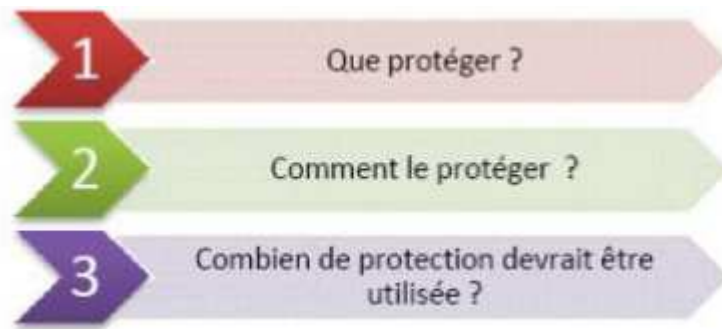 1 Que protéger ?
2 Comment le protéger ?
3 Combien de protection devrait être
utilisée ?